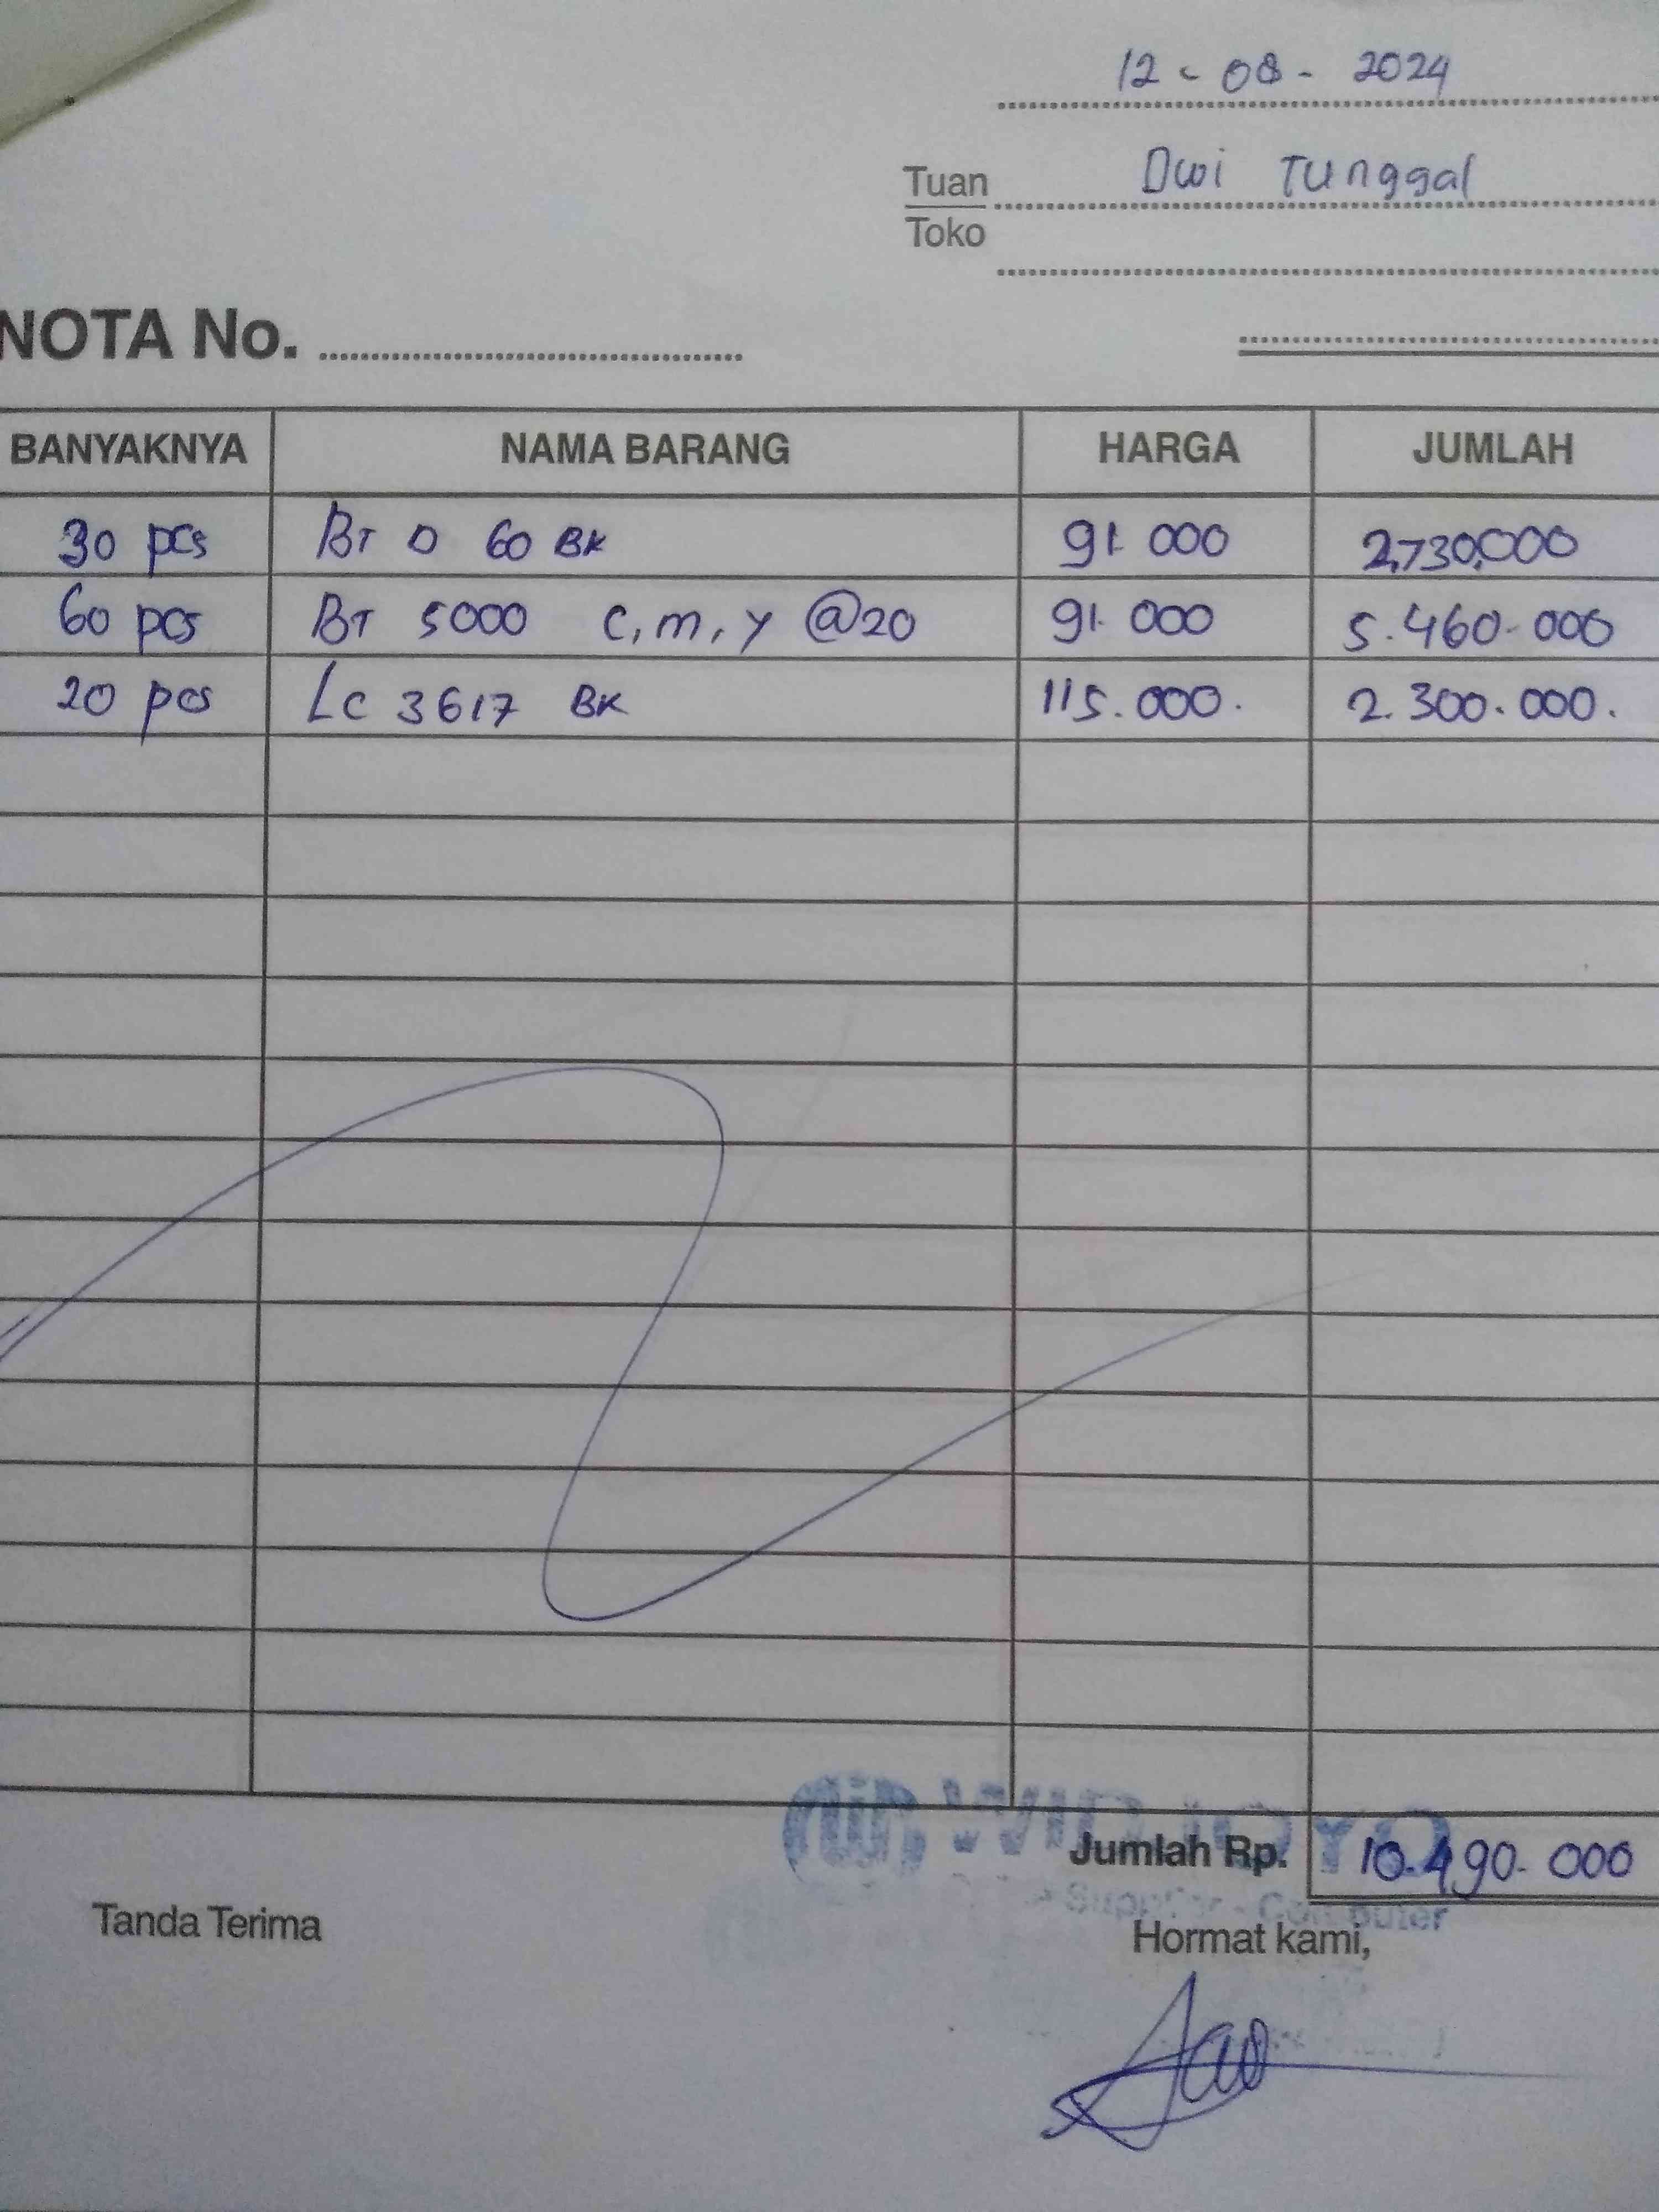 12 - 08 - 2024
Tuan Dwi Tunggal
Toko
NOTA No.
BANYAKNYA NAMA BARANG HARGA JUMLAH
30 pcs BT D 60 BK 91.000 2,730,000
60 pcs BT 5000 C, m, y @20 91.000 5.460.000
20 pcs LC 3617 BK 115.000. 2.300.000.
Jumlah Rp. 10.490.000
Supplier - Computer
Tanda Terima Hormat kami,